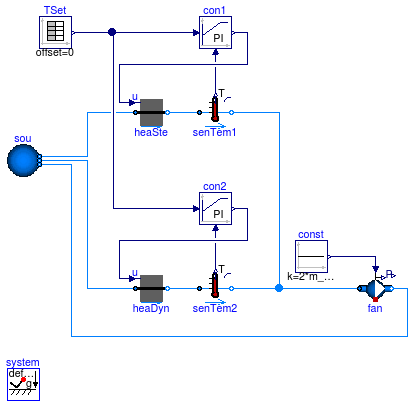 TSet
con1
PI
offset=0
u
T
heaSte
senTem1
sou
con2
PI
const
u
T
k=2*m_...
P
heaDyn
senTem2
fan
system
def...
g